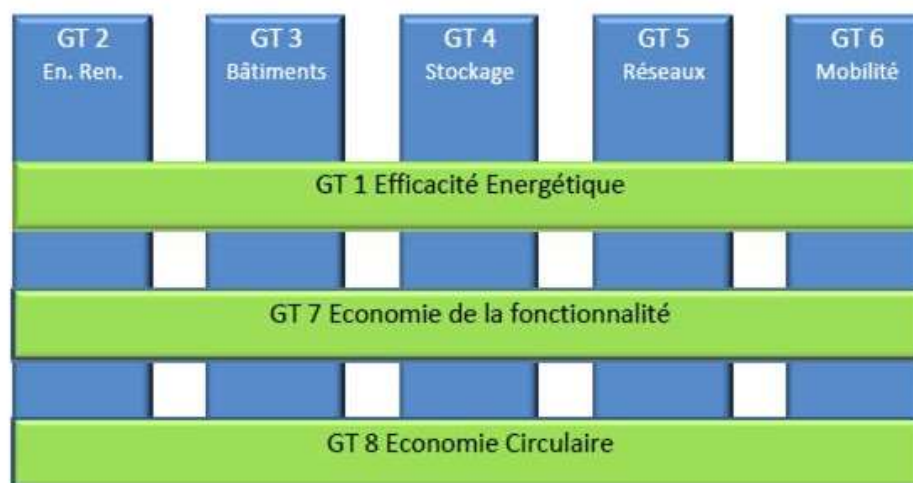 GT 2
En. Ren.
GT 3
Bâtiments
GT 4
Stockage
GT 5
Réseaux
GT 6
Mobilité
GT 1 Efficacité Energétique
GT 7 Economie de la fonctionnalité
GT 8 Economie Circulaire